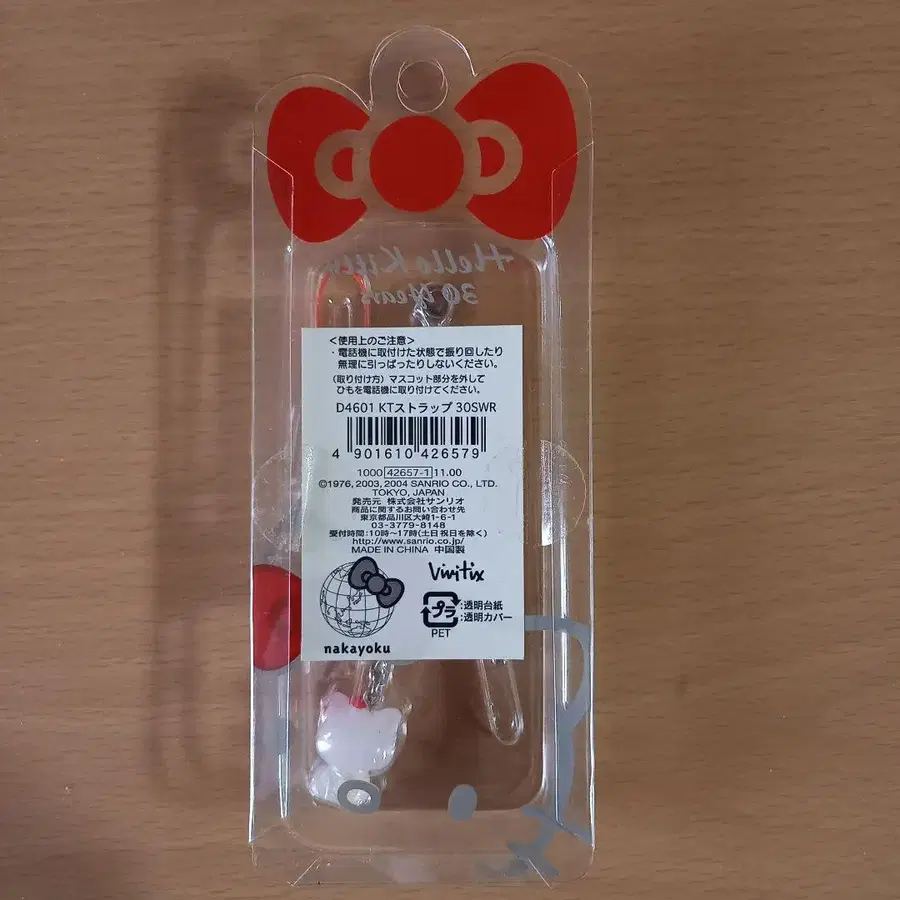 Hello Kitty
30 Years
<使用上のご注意>
・電話機に取付けた状態で振り回したり
無理に引っぱったりしないください。
(取り付け方) マスコット部分を外して
ひもを電話機に取り付けてください。
D4601 KTストラップ 30SWR
4 901610 426579
1000 42657-1 11.00
©1976, 2003, 2004 SANRIO CO., LTD.
TOKYO, JAPAN
発売元 株式会社サンリオ
商品に関するお問い合わせ先
東京都品川区大崎1-6-1
03-3779-8148
受付時間:10時~17時(土日祝日を除く)
http://www.sanrio.co.jp/
MADE IN CHINA 中国製
Vivitix
プラ
:透明台紙
:透明カバー
PET
nakayoku